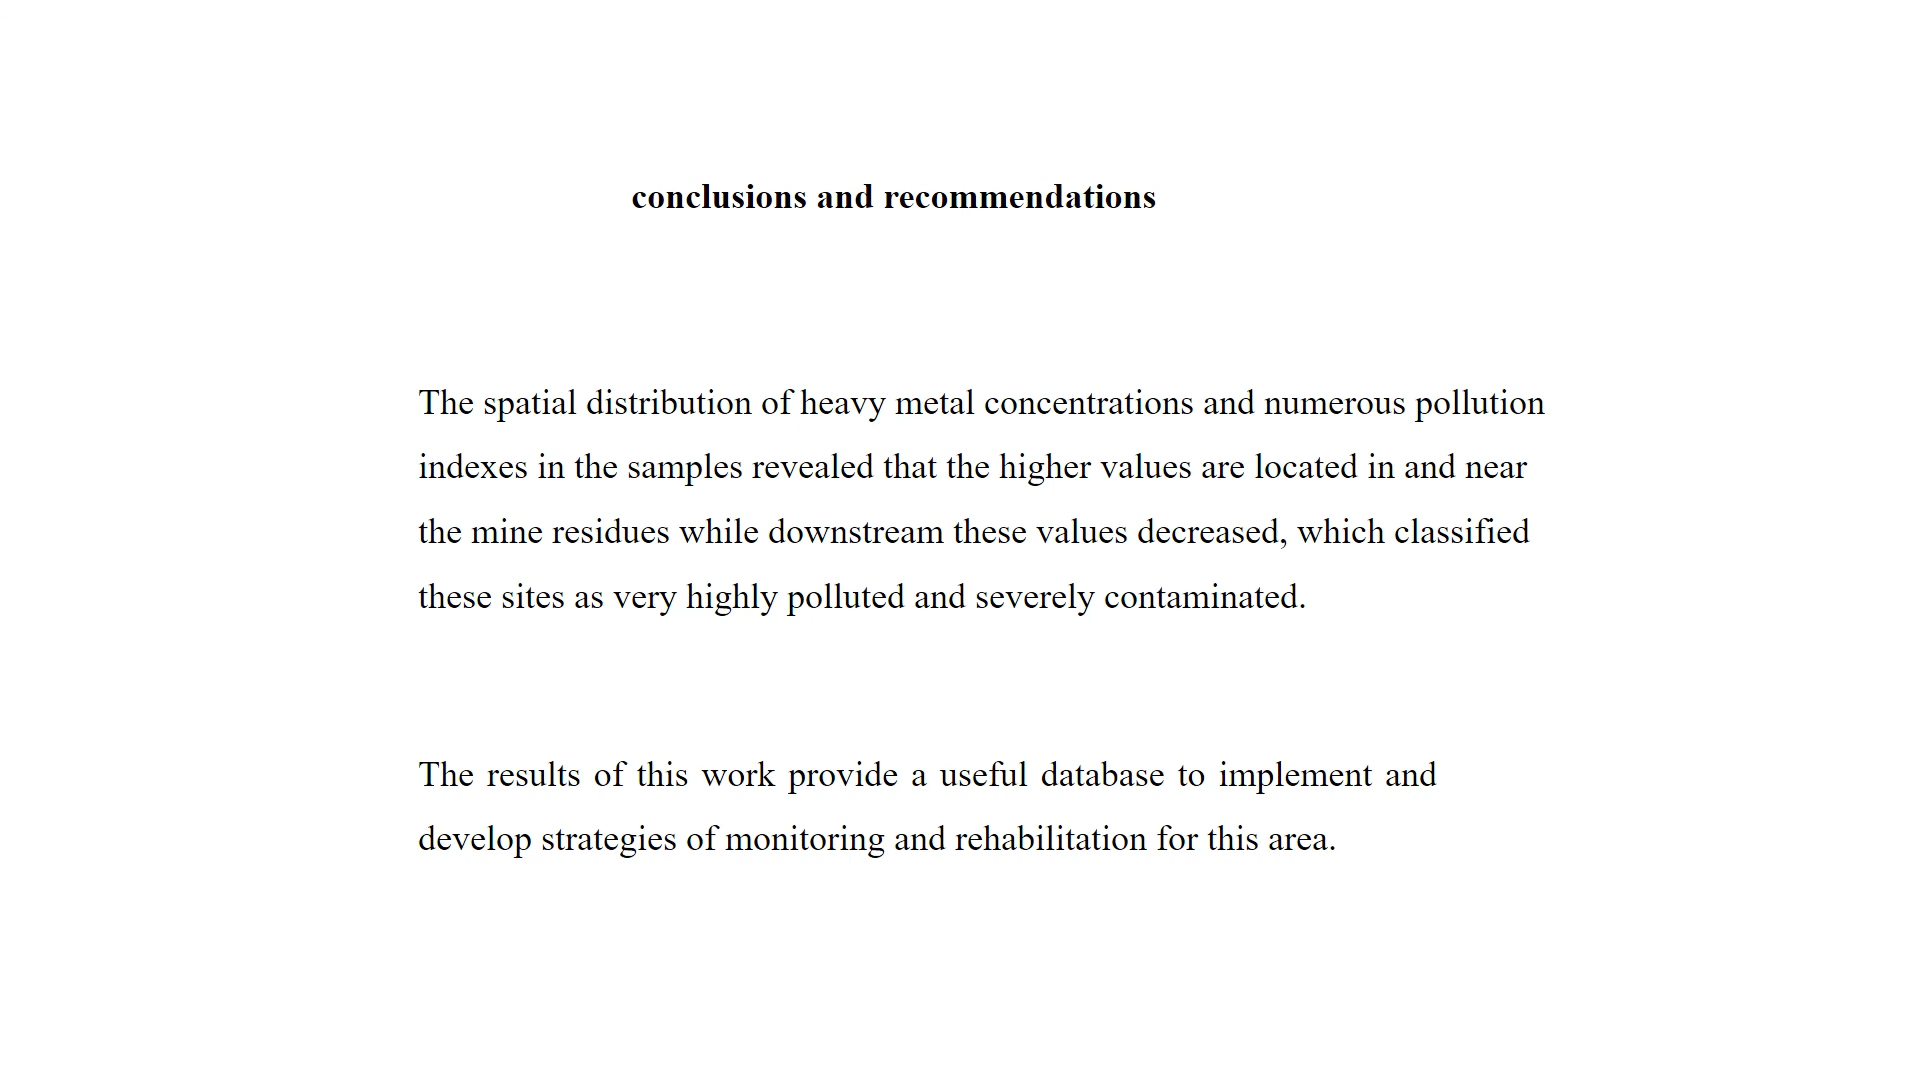 conclusions and recommendations
The spatial distribution of heavy metal concentrations and numerous pollution
indexes in the samples revealed that the higher values are located in and near
the mine residues while downstream these values decreased, which classified
these sites as very highly polluted and severely contaminated.
The results of this work provide a useful database to implement and
develop strategies of monitoring and rehabilitation for this area.